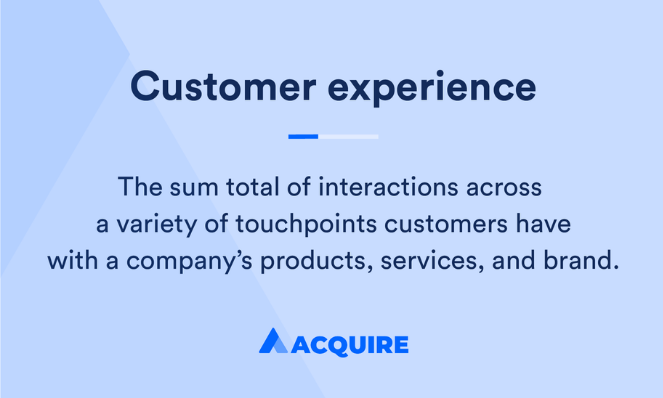 Customer experience
The sum total of interactions across
a variety of touchpoints customers have
with a company’s products, services, and brand.
ACQUIRE